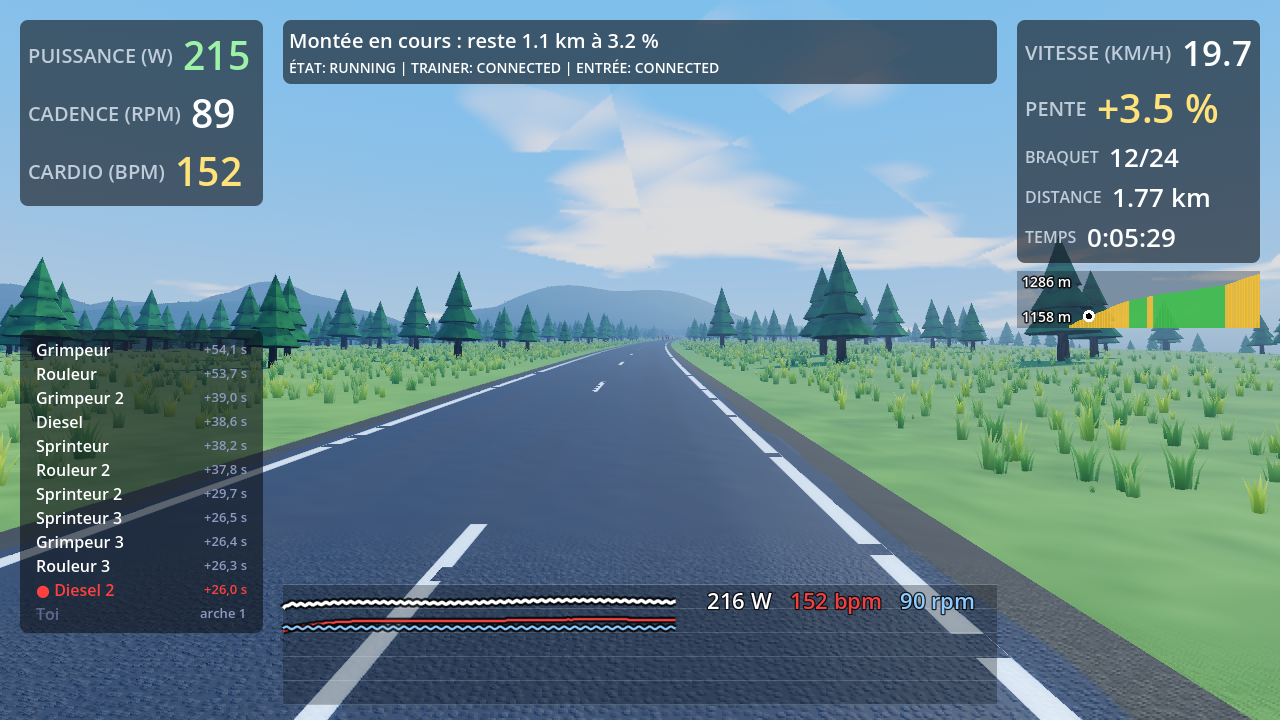 PUISSANCE (W) 215
CADENCE (RPM) 89
CARDIO (BPM) 152
Montée en cours : reste 1.1 km à 3.2 %
ÉTAT: RUNNING | TRAINER: CONNECTED | ENTRÉE: CONNECTED
VITESSE (KM/H) 19.7
PENTE +3.5 %
BRAQUET 12/24
DISTANCE 1.77 km
TEMPS 0:05:29
1286 m
1158 m
Grimpeur +54,1 s
Rouleur +53,7 s
Grimpeur 2 +39,0 s
Diesel +38,6 s
Sprinteur +38,2 s
Rouleur 2 +37,8 s
Sprinteur 2 +29,7 s
Sprinteur 3 +26,5 s
Grimpeur 3 +26,4 s
Rouleur 3 +26,3 s
Diesel 2 +26,0 s
Toi arche 1
216 W 152 bpm 90 rpm